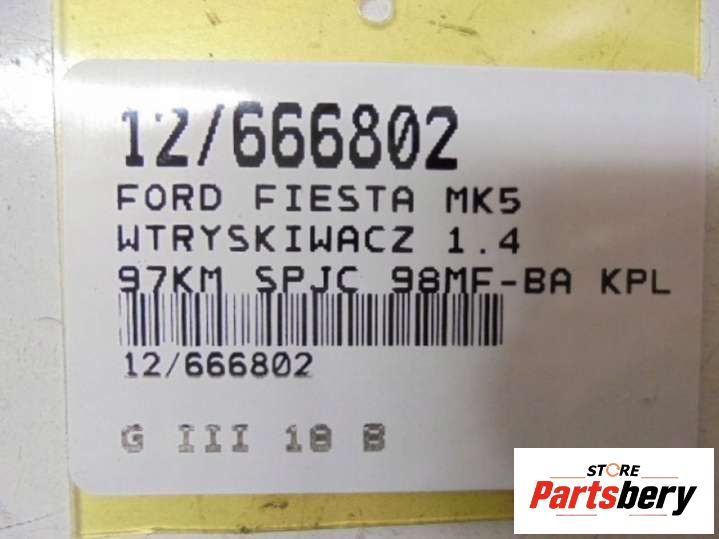 12/666802
FORD FIESTA MK5
WTRYSKIWACZ 1.4
97KM SPJC 98MF-BA KPL
12/666802
G III 18 B
STORE
Partsbery